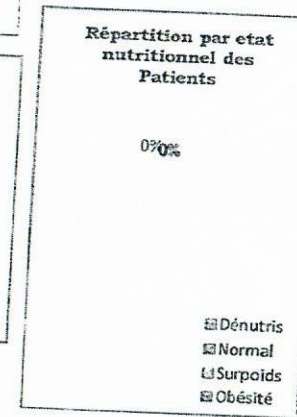 Répartition par etat
nutritionnel des
Patients
0%0%
Dénutris
Normal
Surpoids
Obésité